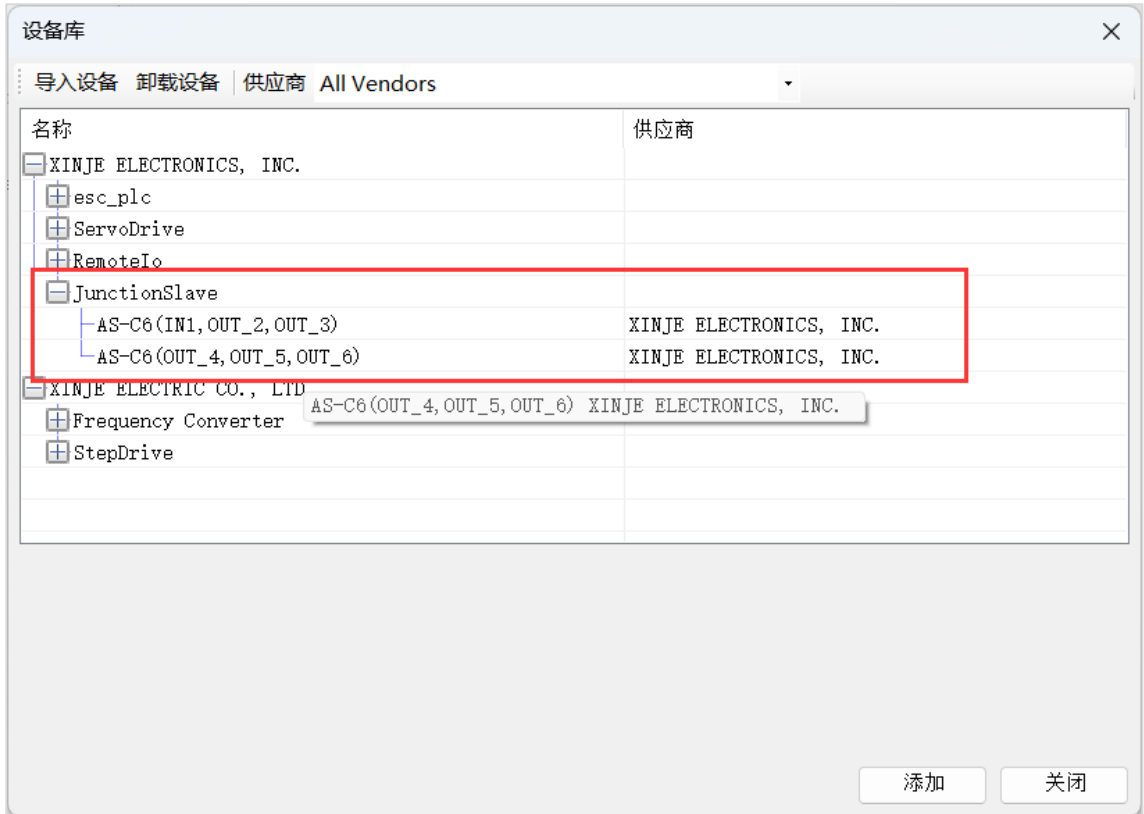 设备库
导入设备 卸载设备 供应商 All Vendors
名称 供应商
XINJE ELECTRONICS, INC.
esc_plc
ServoDrive
RemoteIo
JunctionSlave
AS-C6(IN1,OUT_2,OUT_3) XINJE ELECTRONICS, INC.
AS-C6(OUT_4,OUT_5,OUT_6) XINJE ELECTRONICS, INC.
XINJE ELECTRIC CO., LTD
AS-C6(OUT_4,OUT_5,OUT_6) XINJE ELECTRONICS, INC.
Frequency Converter
StepDrive
添加 关闭